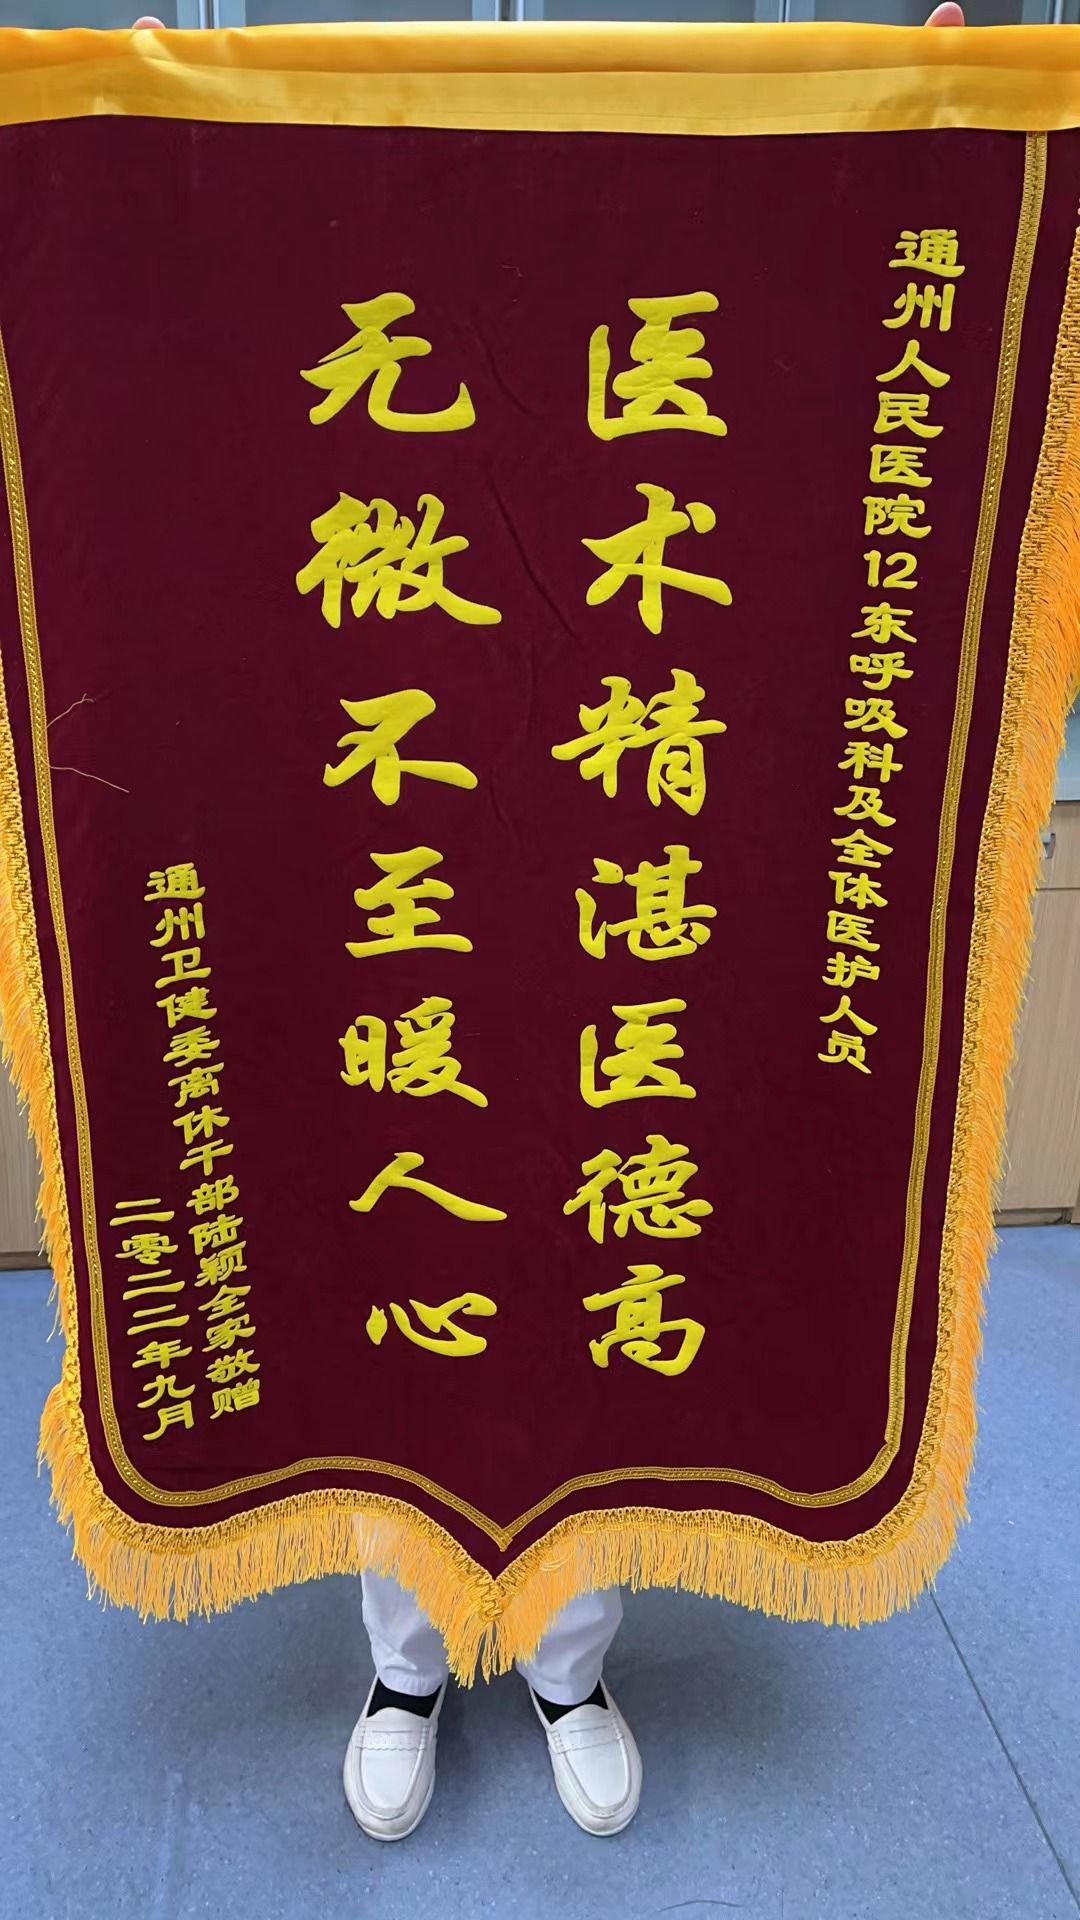 通州人民医院12东呼吸科及全体医护人员
医术精湛医德高
无微不至暖人心
通州卫健委离休干部陆颖全家敬赠
二零二二年九月